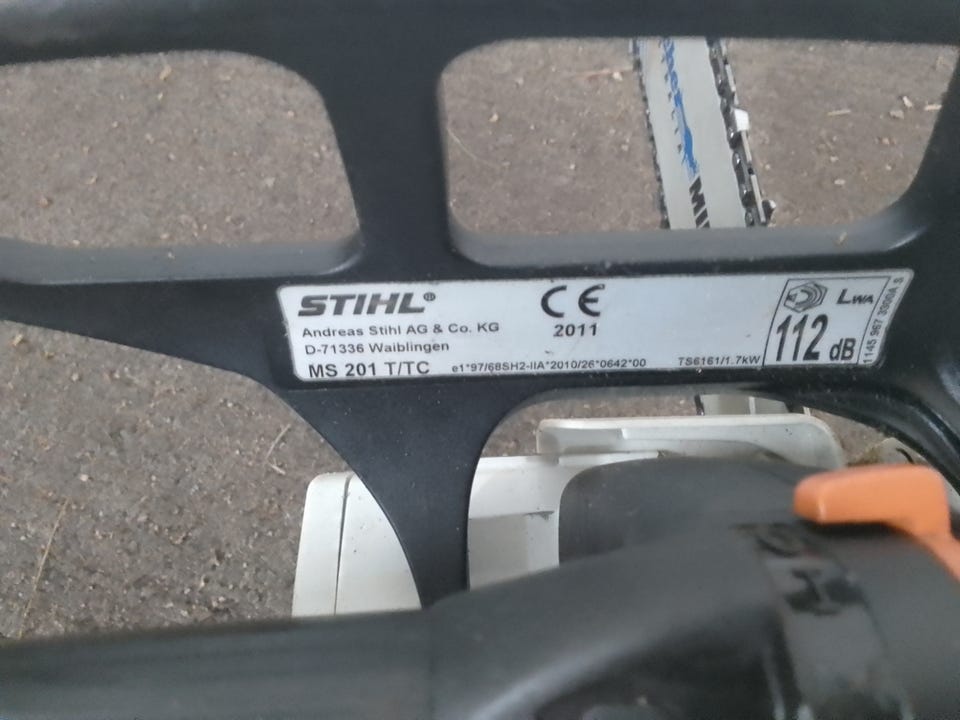 STIHL®
Andreas Stihl AG & Co. KG
D-71336 Waiblingen
MS 201 T/TC
CE
2011
e1*97/68SH2-IIA*2010/26*0642*00
TS6161/1.7kW
LWA
112 dB